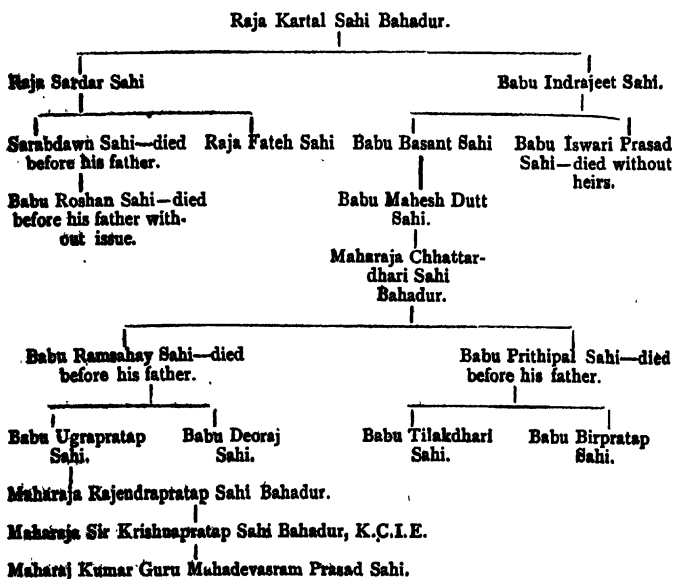 Raja Kartal Sahi Bahadur.
Raja Sardar Sahi
Babu Indrajeet Sahi.
Sarabdawn Sahi—died
before his father.
Raja Fateh Sahi
Babu Basant Sahi
Babu Iswari Prasad
Sahi—died without
heirs.
Babu Roshan Sahi—died
before his father with-
out issue.
Babu Mahesh Dutt
Sahi.
Maharaja Chhattar-
dhari Sahi
Bahadur.
Babu Ramsahay Sahi—died
before his father.
Babu Prithipal Sahi—died
before his father.
Babu Ugrapratap
Sahi.
Babu Deoraj
Sahi.
Babu Tilakdhari
Sahi.
Babu Birpratap
Sahi.
Maharaja Rajendrapratap Sahi Bahadur.
Maharaja Sir Krishnapratap Sahi Bahadur, K.C.I.E.
Maharaj Kumar Guru Mahadevasram Prasad Sahi.